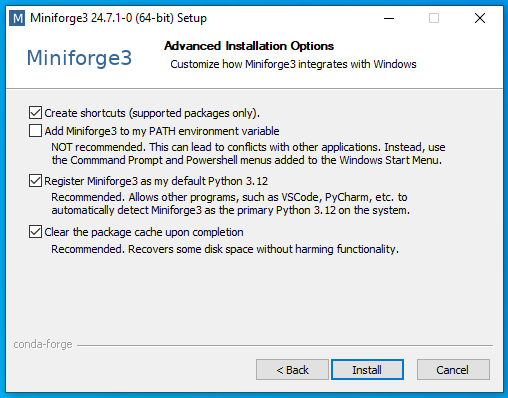 M Miniforge3 24.7.1-0 (64-bit) Setup
Miniforge3
Advanced Installation Options
Customize how Miniforge3 integrates with Windows
Create shortcuts (supported packages only).
Add Miniforge3 to my PATH environment variable
NOT recommended. This can lead to conflicts with other applications. Instead, use
the Commmand Prompt and Powershell menus added to the Windows Start Menu.
Register Miniforge3 as my default Python 3.12
Recommended. Allows other programs, such as VSCode, PyCharm, etc. to
automatically detect Miniforge3 as the primary Python 3.12 on the system.
Clear the package cache upon completion
Recommended. Recovers some disk space without harming functionality.
conda-forge
< Back Install Cancel